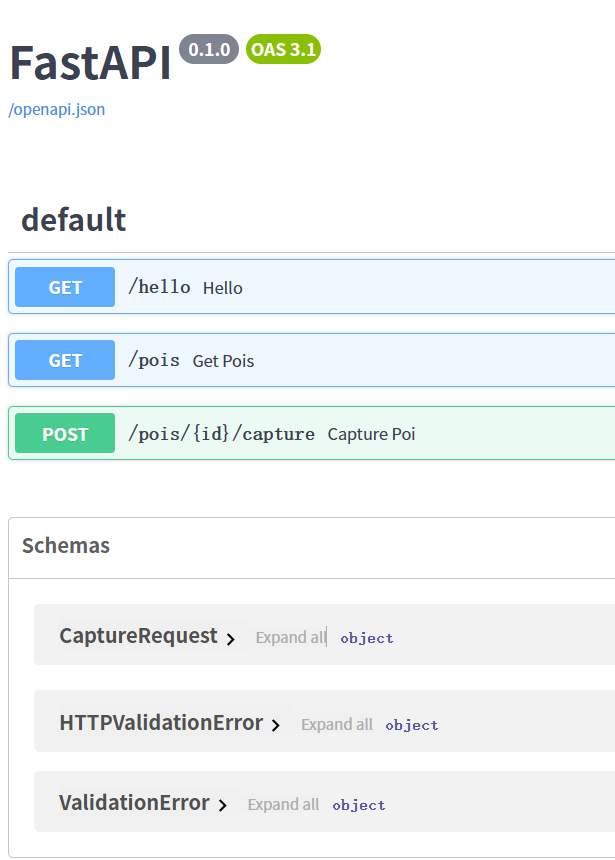 FastAPI 0.1.0 OAS 3.1
/openapi.json
default
GET /hello Hello
GET /pois Get Pois
POST /pois/{id}/capture Capture Poi
Schemas
CaptureRequest Expand all object
HTTPValidationError Expand all object
ValidationError Expand all object